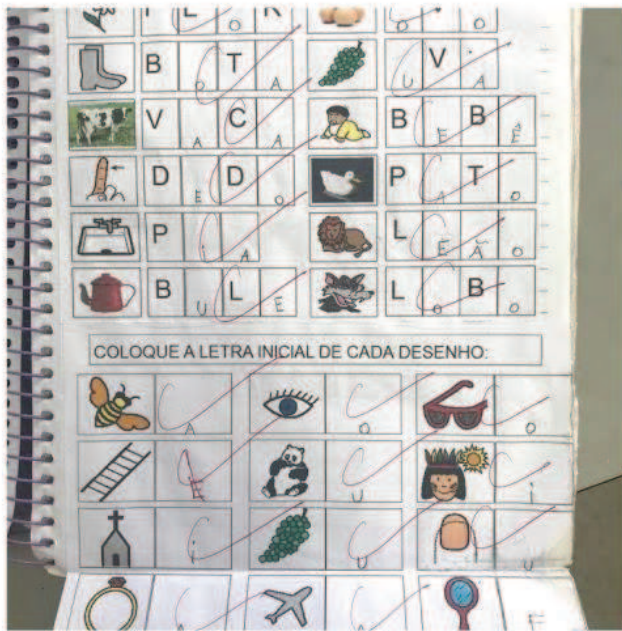 F L O R O O
B O T A U V A
V A C A B E B Ê
D E D O P A T O
P I A L E Ã O
B U L E L O B O
COLOQUE A LETRA INICIAL DE CADA DESENHO:
A O O
E U i
i U U